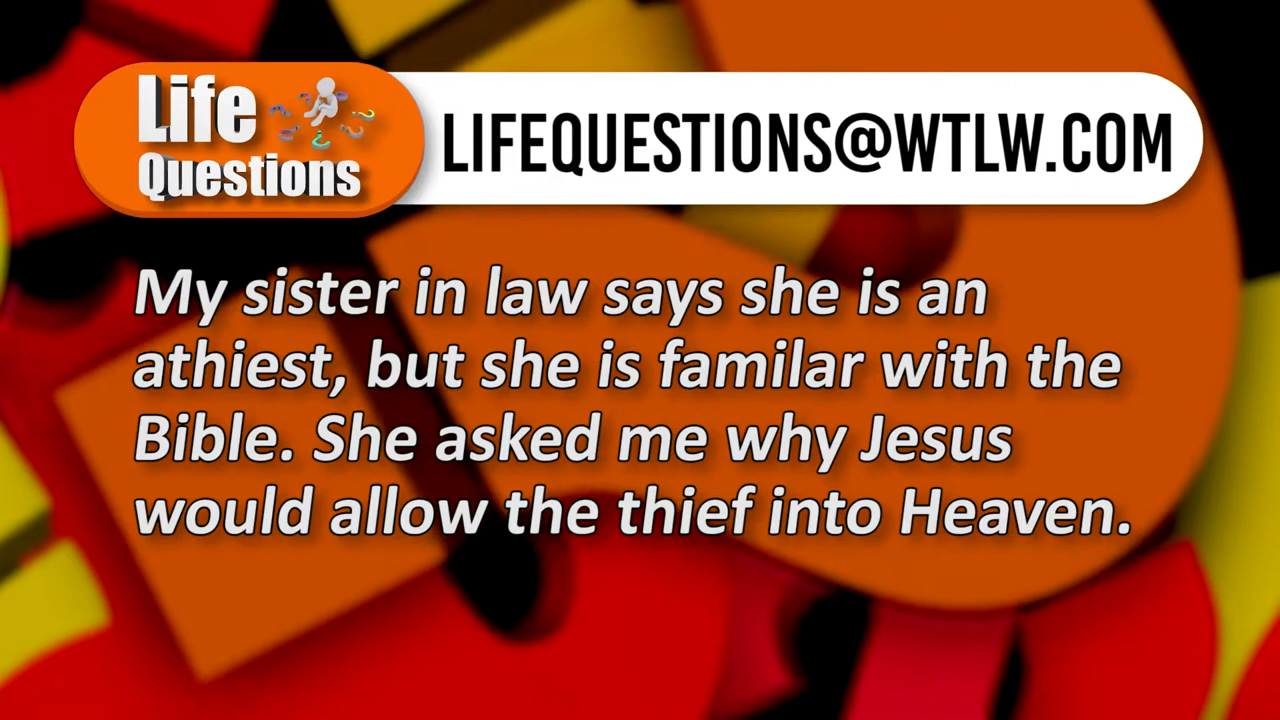 Life
Questions
LIFEQUESTIONS@WTLW.COM
My sister in law says she is an
athiest, but she is familar with the
Bible. She asked me why Jesus
would allow the thief into Heaven.